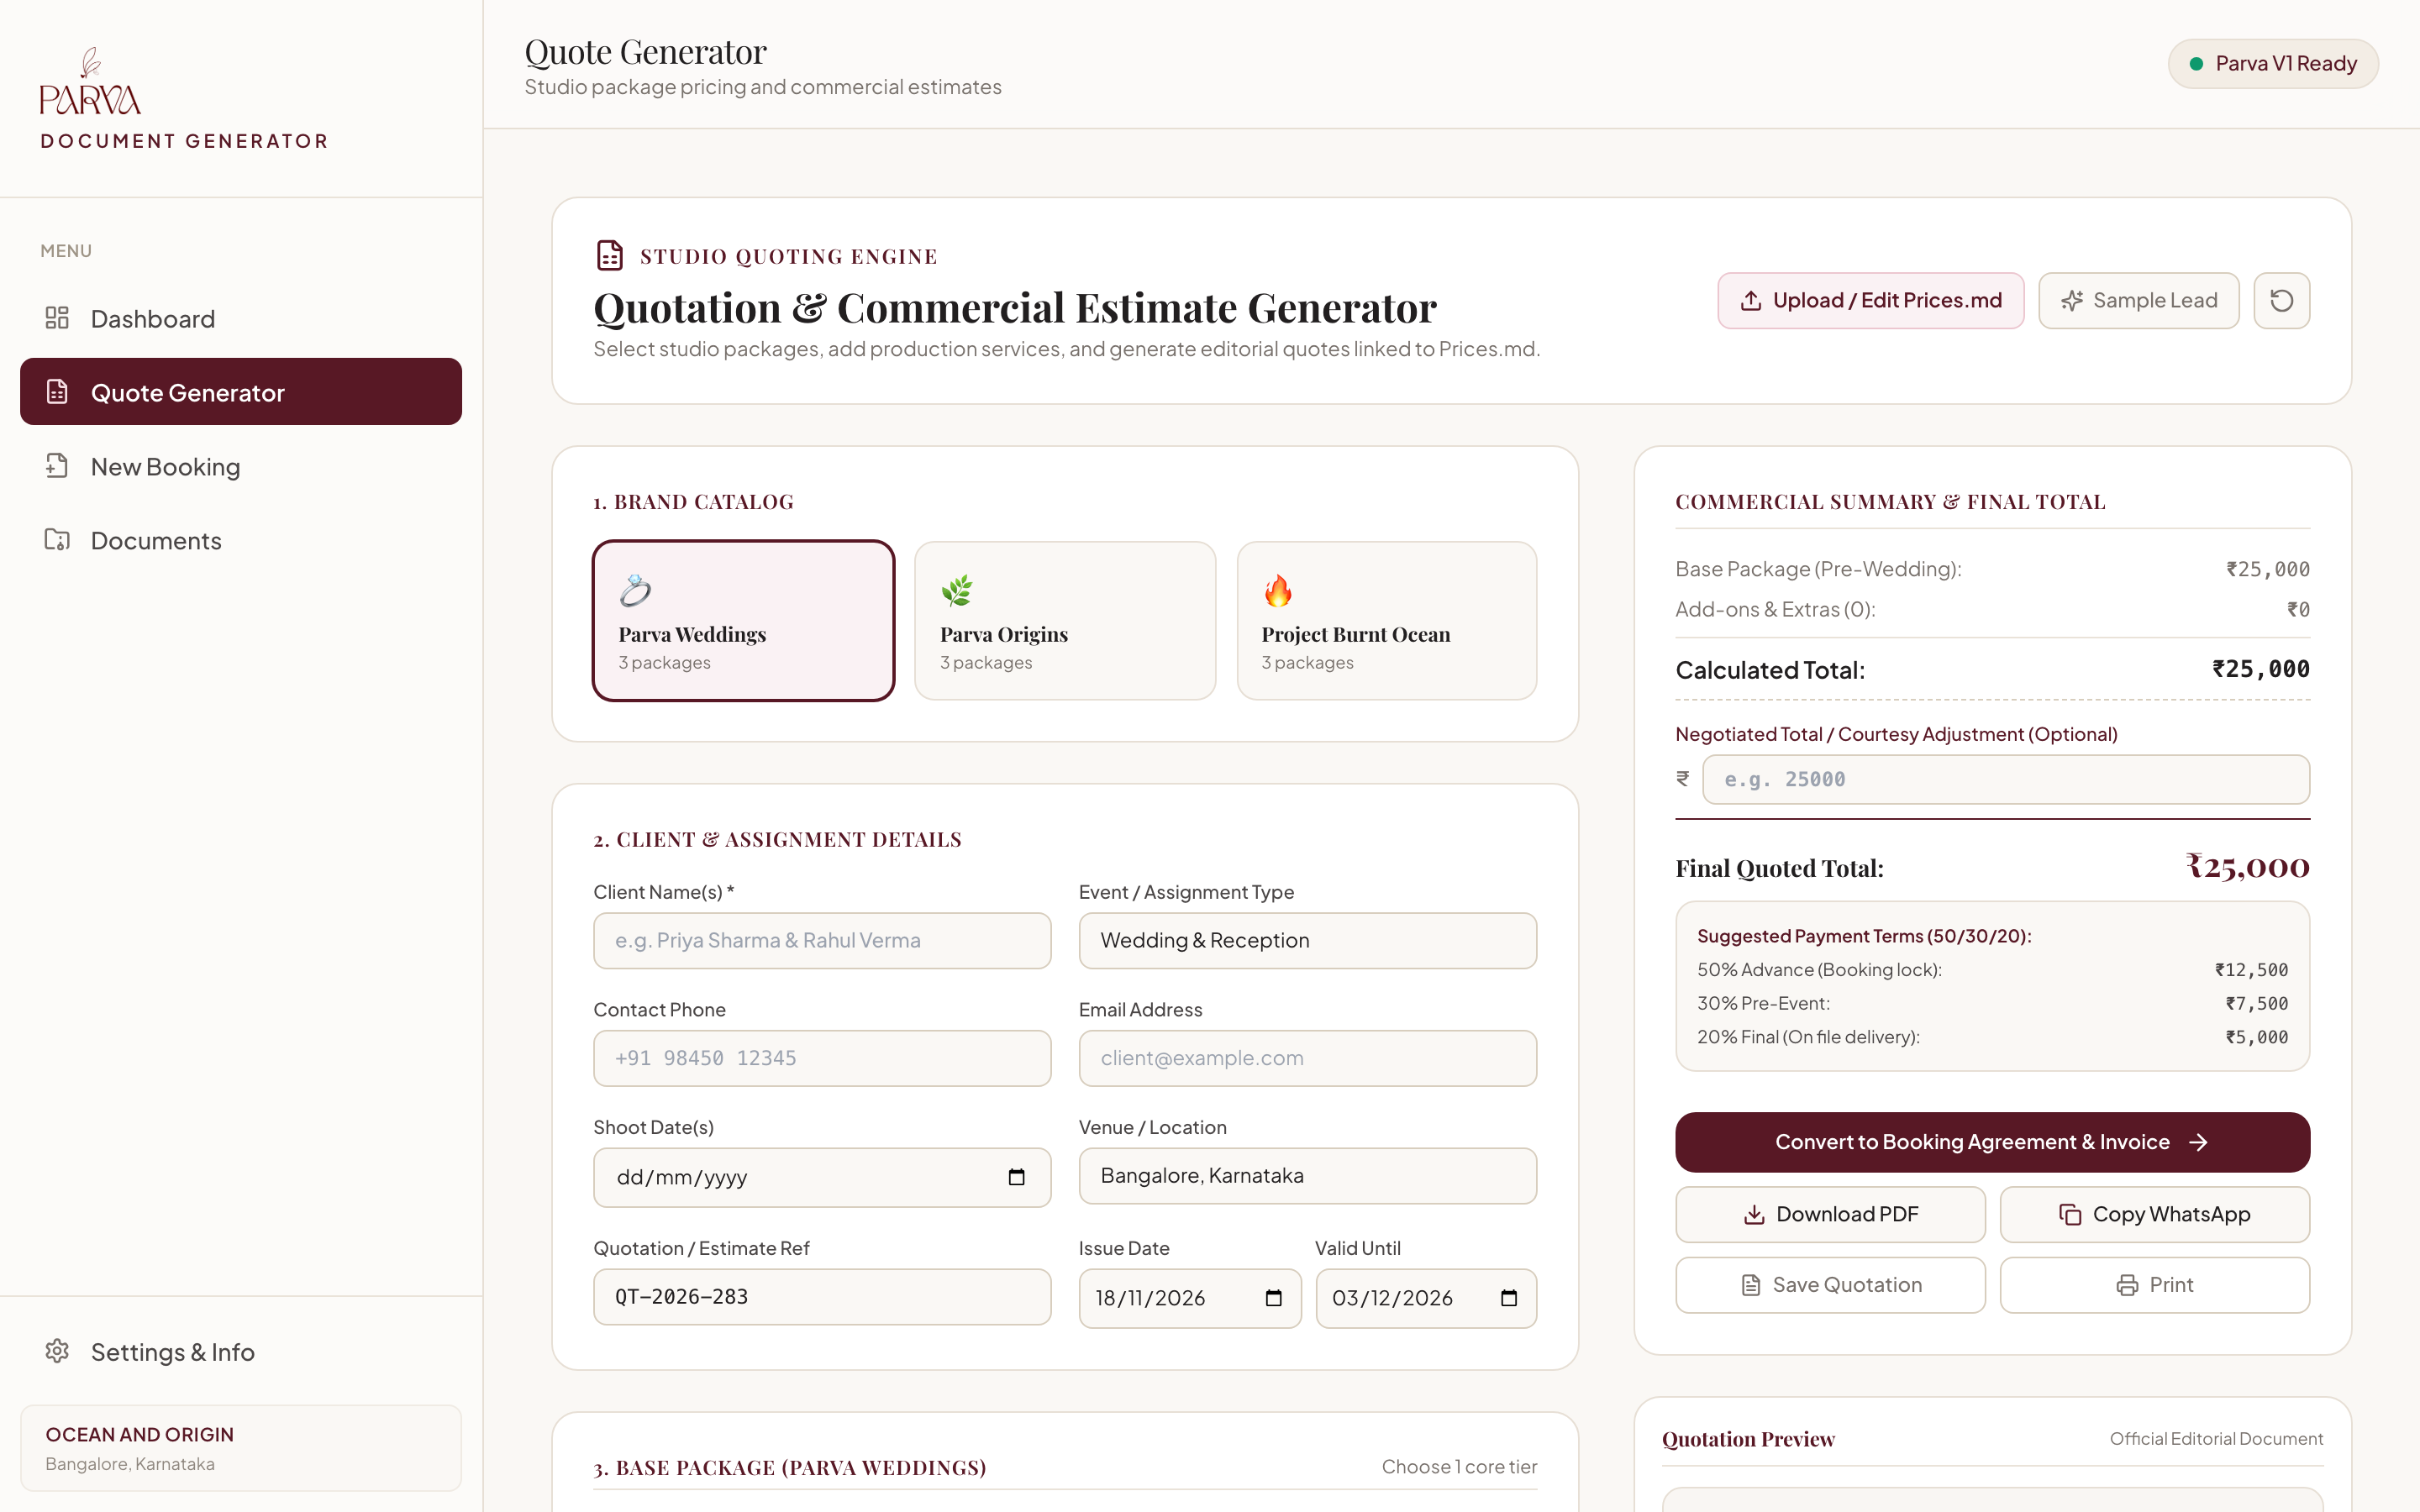 PARVA
DOCUMENT GENERATOR
MENU
Dashboard
Quote Generator
New Booking
Documents
Settings & Info
OCEAN AND ORIGIN
Bangalore, Karnataka
Quote Generator
Studio package pricing and commercial estimates
Parva V1 Ready
STUDIO QUOTING ENGINE
Quotation & Commercial Estimate Generator
Select studio packages, add production services, and generate editorial quotes linked to Prices.md.
Upload / Edit Prices.md
Sample Lead
1. BRAND CATALOG
Parva Weddings
3 packages
Parva Origins
3 packages
Project Burnt Ocean
3 packages
2. CLIENT & ASSIGNMENT DETAILS
Client Name(s) *
e.g. Priya Sharma & Rahul Verma
Event / Assignment Type
Wedding & Reception
Contact Phone
+91 98450 12345
Email Address
client@example.com
Shoot Date(s)
dd/mm/yyyy
Venue / Location
Bangalore, Karnataka
Quotation / Estimate Ref
QT-2026-283
Issue Date
18/11/2026
Valid Until
03/12/2026
3. BASE PACKAGE (PARVA WEDDINGS)
Choose 1 core tier
COMMERCIAL SUMMARY & FINAL TOTAL
Base Package (Pre-Wedding): ₹25,000
Add-ons & Extras (0): ₹0
Calculated Total: ₹25,000
Negotiated Total / Courtesy Adjustment (Optional)
₹ e.g. 25000
Final Quoted Total: ₹25,000
Suggested Payment Terms (50/30/20):
50% Advance (Booking lock): ₹12,500
30% Pre-Event: ₹7,500
20% Final (On file delivery): ₹5,000
Convert to Booking Agreement & Invoice
Download PDF
Copy WhatsApp
Save Quotation
Print
Quotation Preview
Official Editorial Document